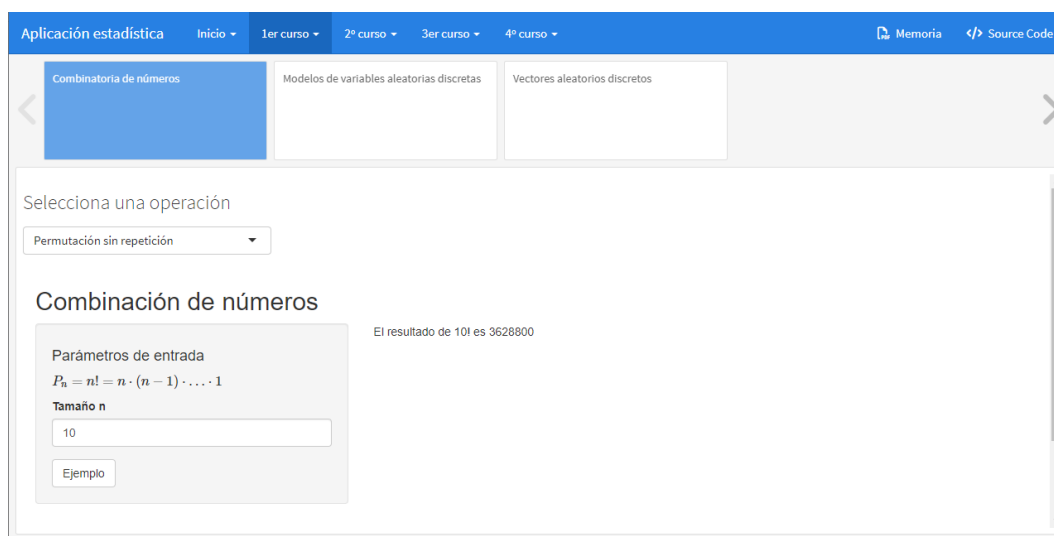 Aplicación estadística Inicio 1er curso 2º curso 3er curso 4º curso Memoria </> Source Code
Combinatoria de números Modelos de variables aleatorias discretas Vectores aleatorios discretos
Selecciona una operación
Permutación sin repetición
Combinación de números
El resultado de 10! es 3628800
Parámetros de entrada
Pₙ = n! = n · (n − 1) · … · 1
Tamaño n
10
Ejemplo